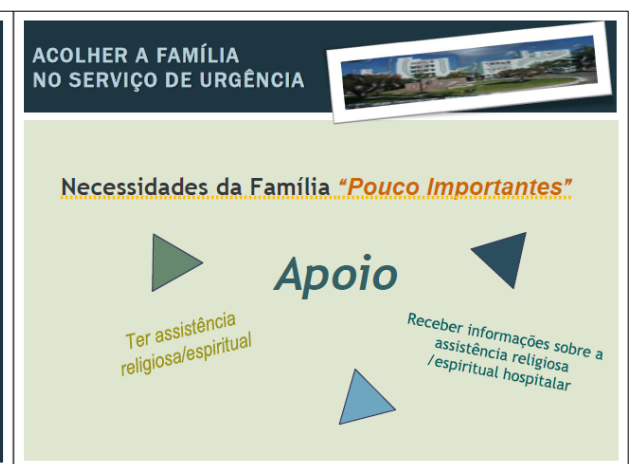 ACOLHER A FAMÍLIA
NO SERVIÇO DE URGÊNCIA
Necessidades da Família “Pouco Importantes”
Apoio
Ter assistência
religiosa/espiritual
Receber informações sobre a
assistência religiosa
/espiritual hospitalar